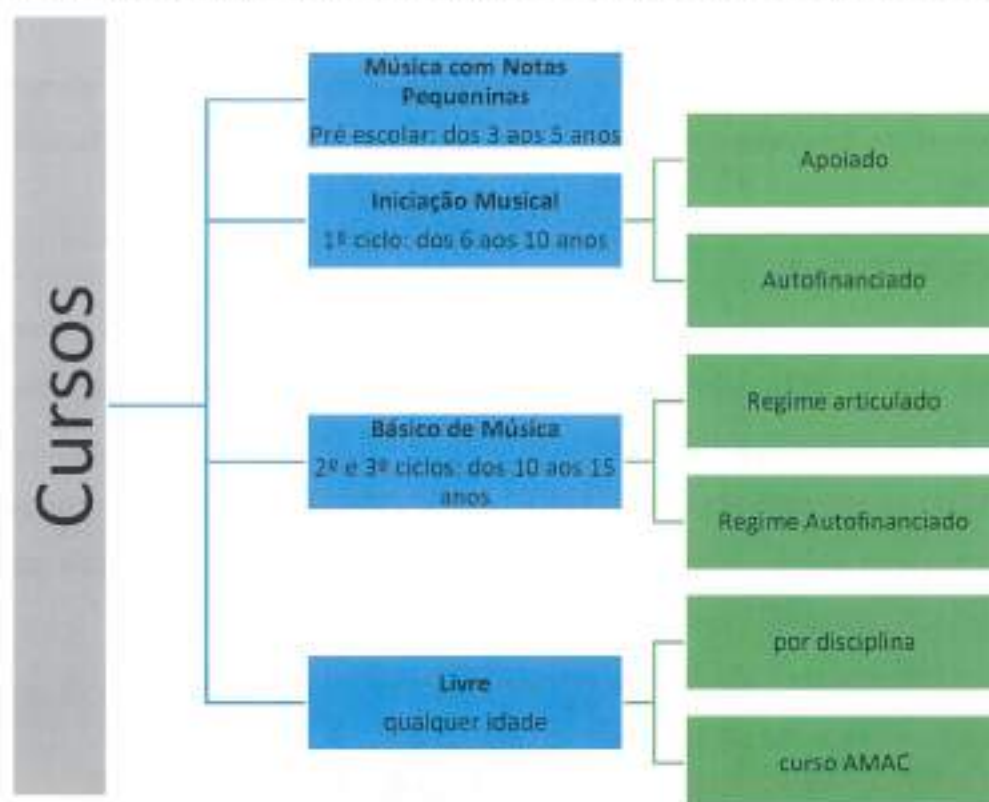 Cursos
Música com Notas
Pequeninas
Pré escolar: dos 3 aos 5 anos
Iniciação Musical
1º ciclo: dos 6 aos 10 anos
Apoiado
Autofinanciado
Básico de Música
2º e 3º ciclos: dos 10 aos 15
anos
Regime articulado
Regime Autofinanciado
Livre
qualquer idade
por disciplina
curso AMAC